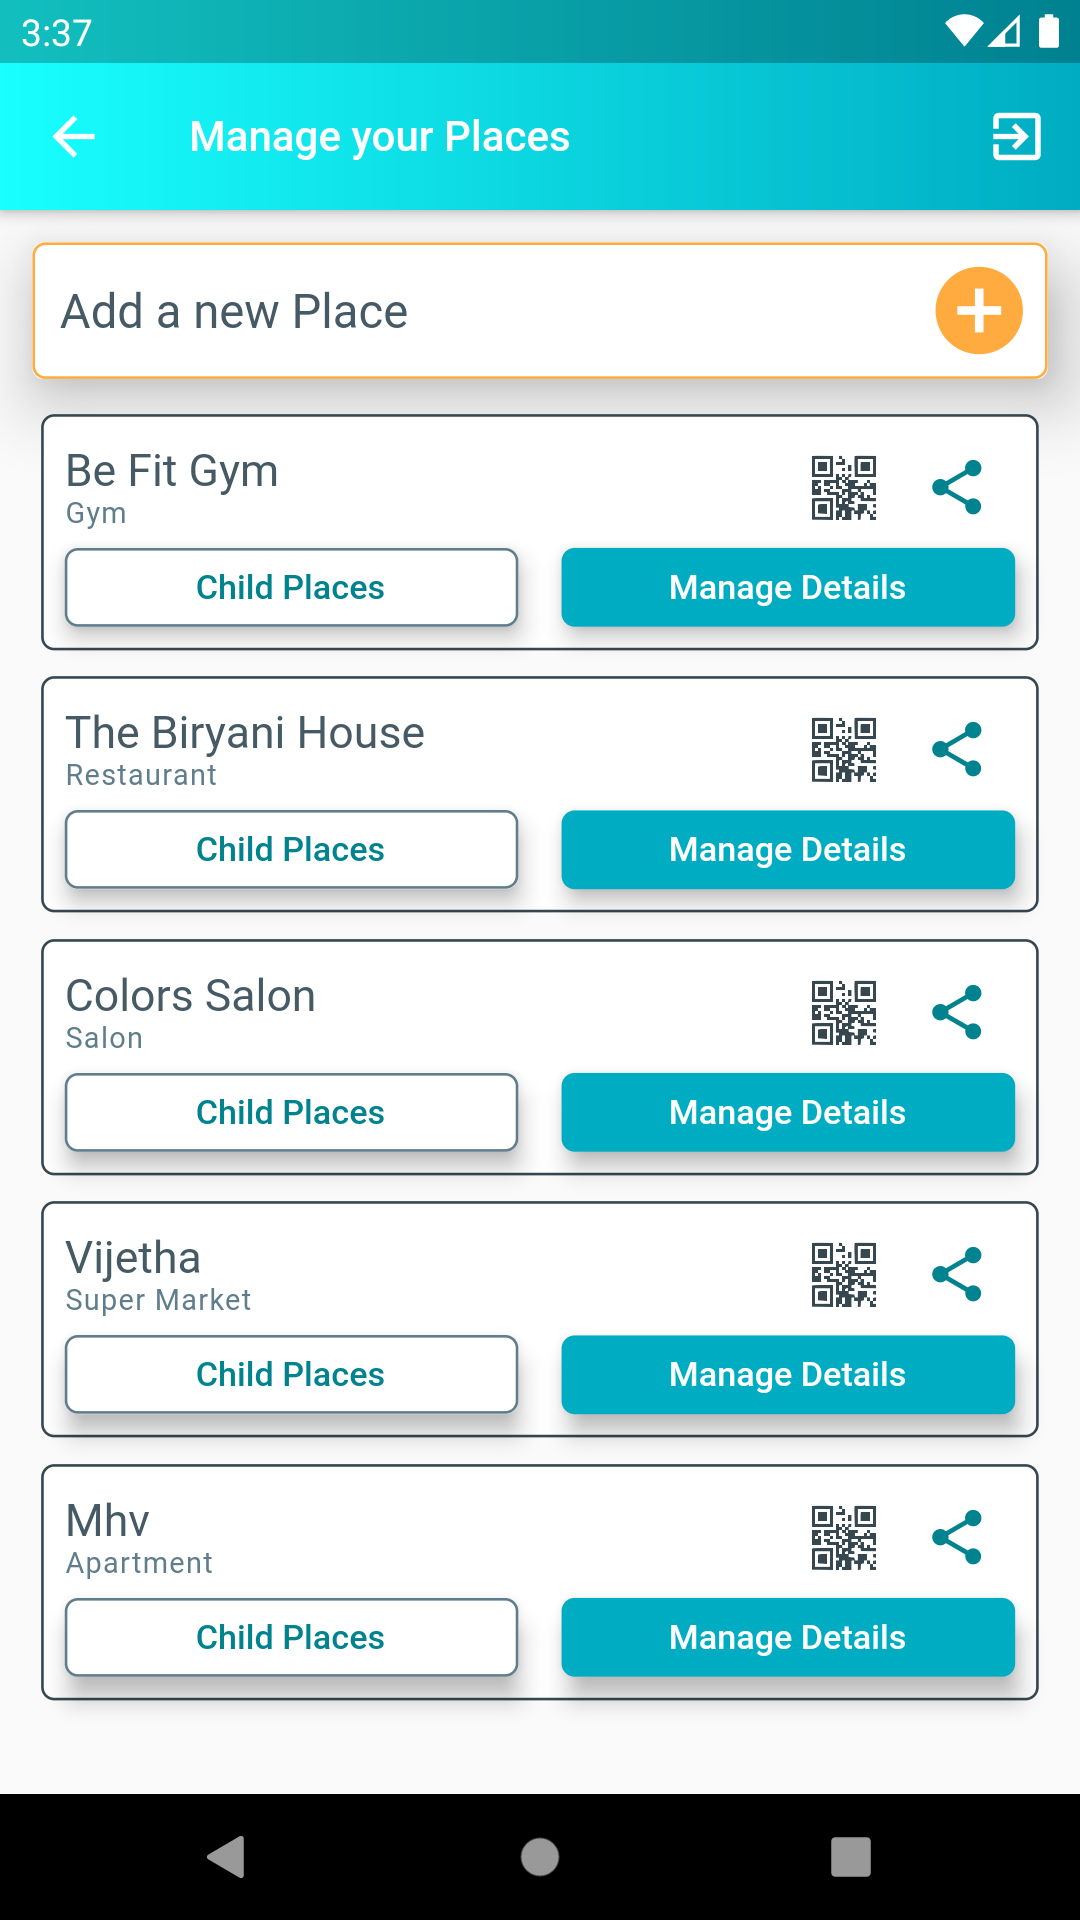 3:37
Manage your Places
Add a new Place
Be Fit Gym
Gym
Child Places
Manage Details
The Biryani House
Restaurant
Child Places
Manage Details
Colors Salon
Salon
Child Places
Manage Details
Vijetha
Super Market
Child Places
Manage Details
Mhv
Apartment
Child Places
Manage Details